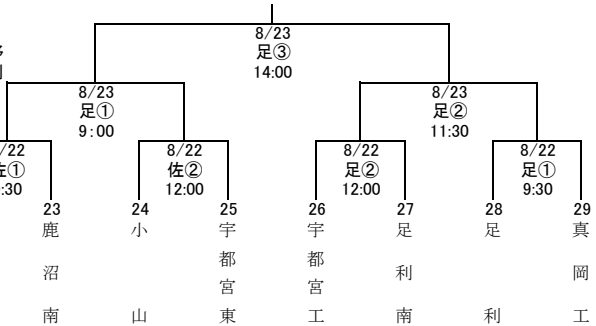 8/23
足③
14:00
8/23
足①
9:00
8/23
足②
11:30
/22
①
:30
8/22
佐②
12:00
8/22
足②
12:00
8/22
足①
9:30
23 24 25 26 27 28 29
鹿沼南
小山
宇都宮東
宇都宮工
足利南
足利
真岡工